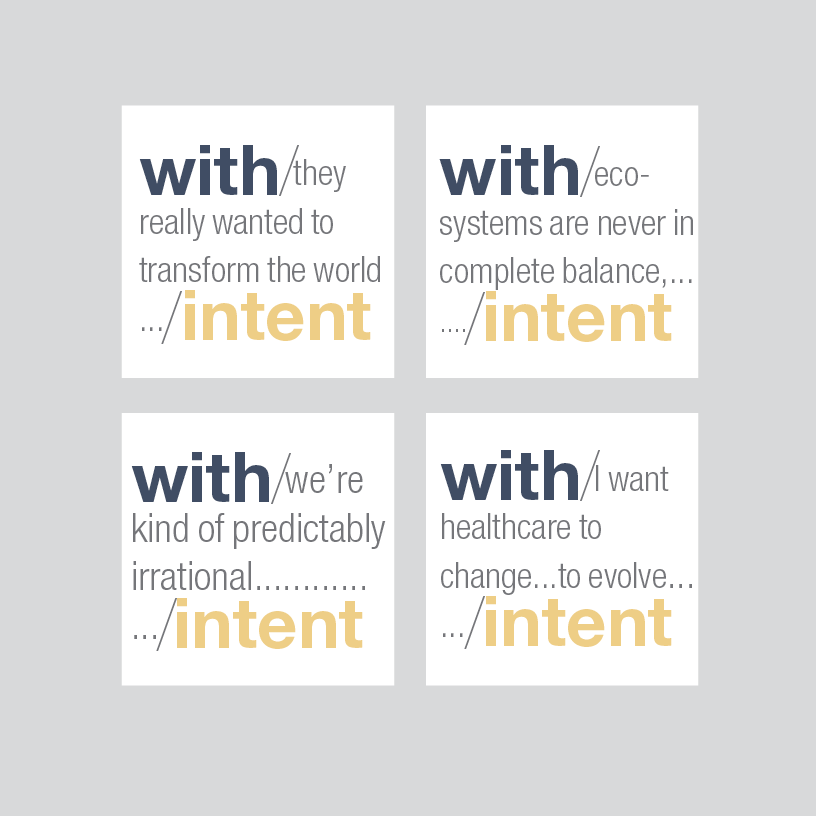 with/they
really wanted to
transform the world
.../intent
with/eco-
systems are never in
complete balance,...
..../intent
with/we're
kind of predictably
irrational............
.../intent
with/I want
healthcare to
change...to evolve...
.../intent